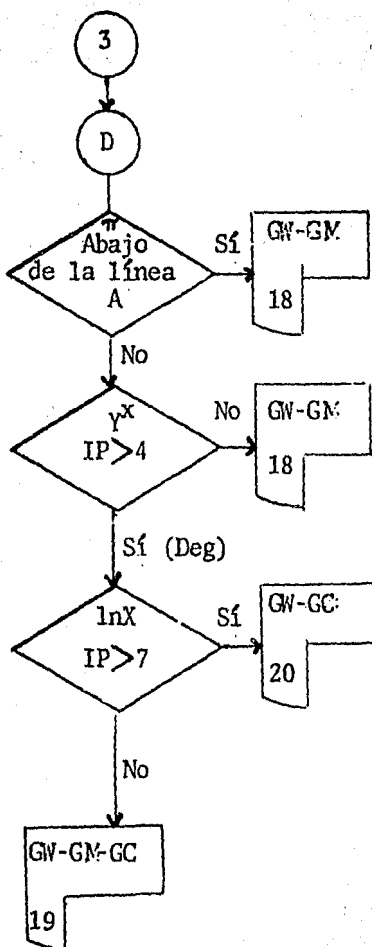 3
D
π
Abajo
de la línea
A
Sí
GW-GM
18
No
Yˣ
IP>4
No
GW-GM
18
Sí (Deg)
lnX
IP>7
Sí
GW-GC
20
No
GW-GM-GC
19